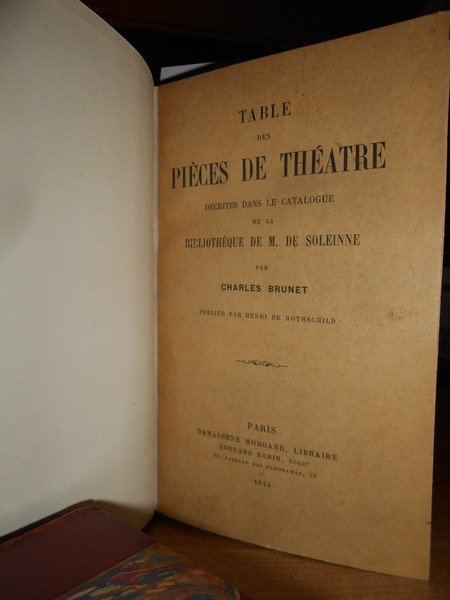 TABLE
DES
PIÈCES DE THÉATRE
DÉCRITES DANS LE CATALOGUE
DE LA
BIBLIOTHÈQUE DE M. DE SOLEINNE
PAR
CHARLES BRUNET
PUBLIÉE PAR HENRI DE ROTHSCHILD
PARIS
DAMASCÈNE MORGAND, LIBRAIRE
EDOUARD RAHIR, SUCCr
55, PASSAGE DES PANORAMAS, 55
1914